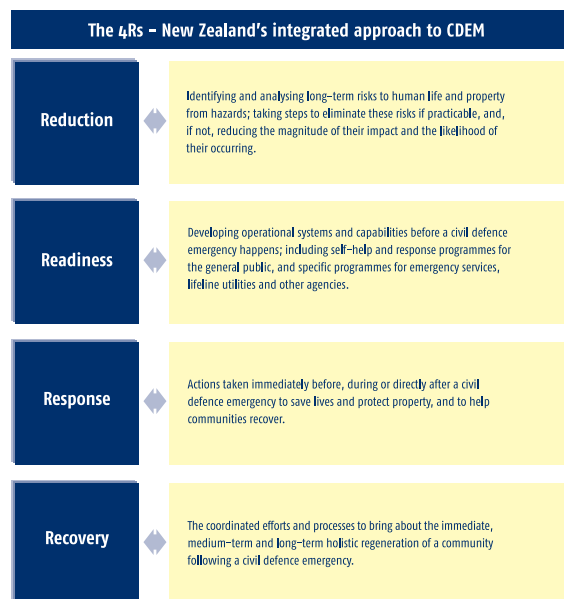 The 4Rs – New Zealand's integrated approach to CDEM
Reduction
Identifying and analysing long-term risks to human life and property
from hazards; taking steps to eliminate these risks if practicable, and,
if not, reducing the magnitude of their impact and the likelihood of
their occurring.
Readiness
Developing operational systems and capabilities before a civil defence
emergency happens; including self-help and response programmes for
the general public, and specific programmes for emergency services,
lifeline utilities and other agencies.
Response
Actions taken immediately before, during or directly after a civil
defence emergency to save lives and protect property, and to help
communities recover.
Recovery
The coordinated efforts and processes to bring about the immediate,
medium-term and long-term holistic regeneration of a community
following a civil defence emergency.